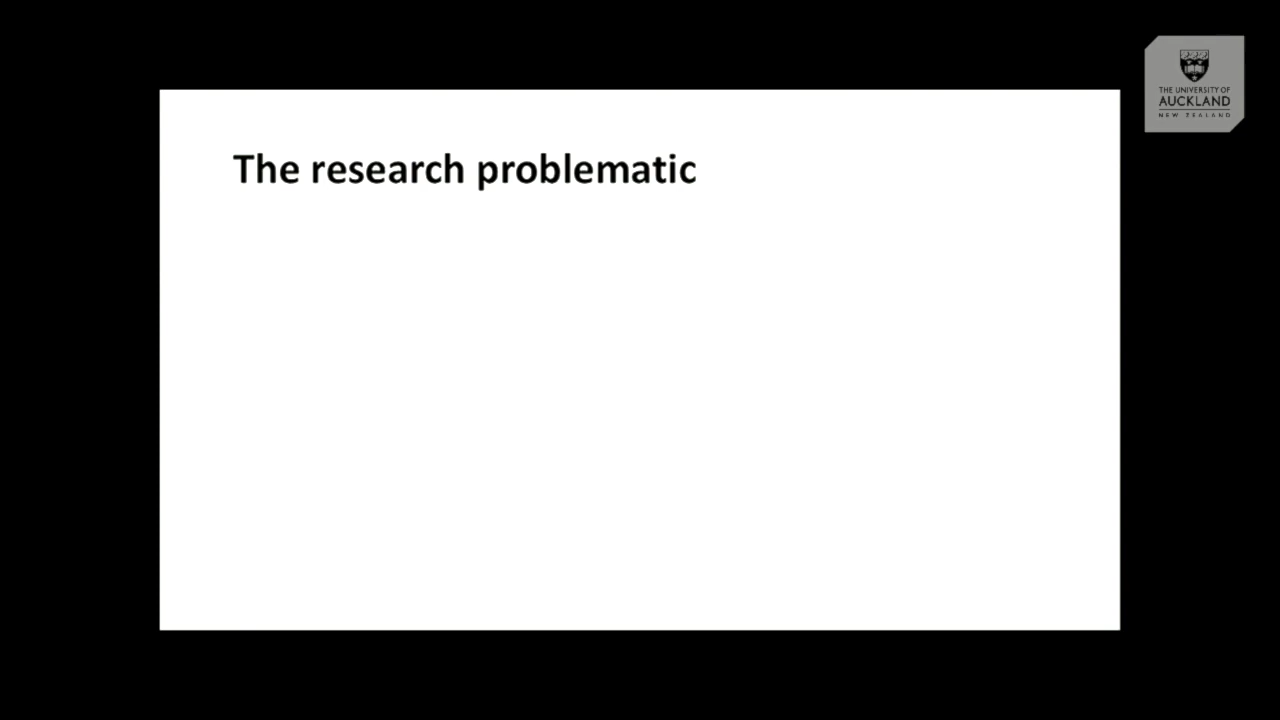 The research problematic
THE UNIVERSITY OF
AUCKLAND
NEW ZEALAND